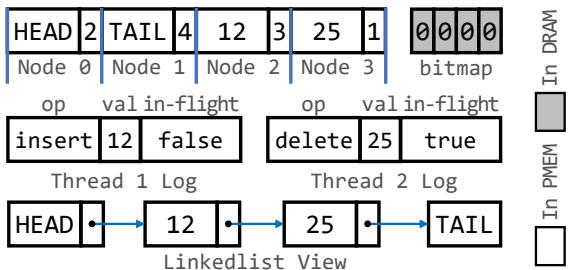 HEAD 2 TAIL 4 12 3 25 1 0 0 0 0
Node 0 Node 1 Node 2 Node 3 bitmap
op val in-flight op val in-flight
insert 12 false delete 25 true
Thread 1 Log Thread 2 Log
HEAD 12 25 TAIL
Linkedlist View
In DRAM
In PMEM